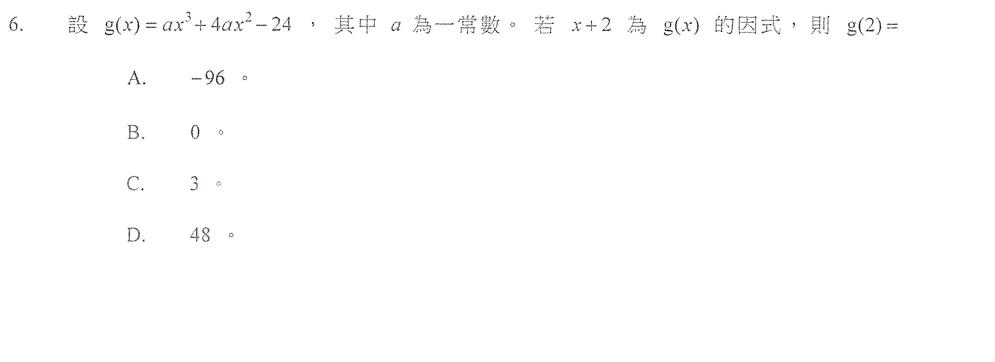 6. 設 g(x) = ax³ + 4ax² − 24 ， 其中 a 為一常數。 若 x + 2 為 g(x) 的因式，則 g(2) =
A. −96 。
B. 0 。
C. 3 。
D. 48 。